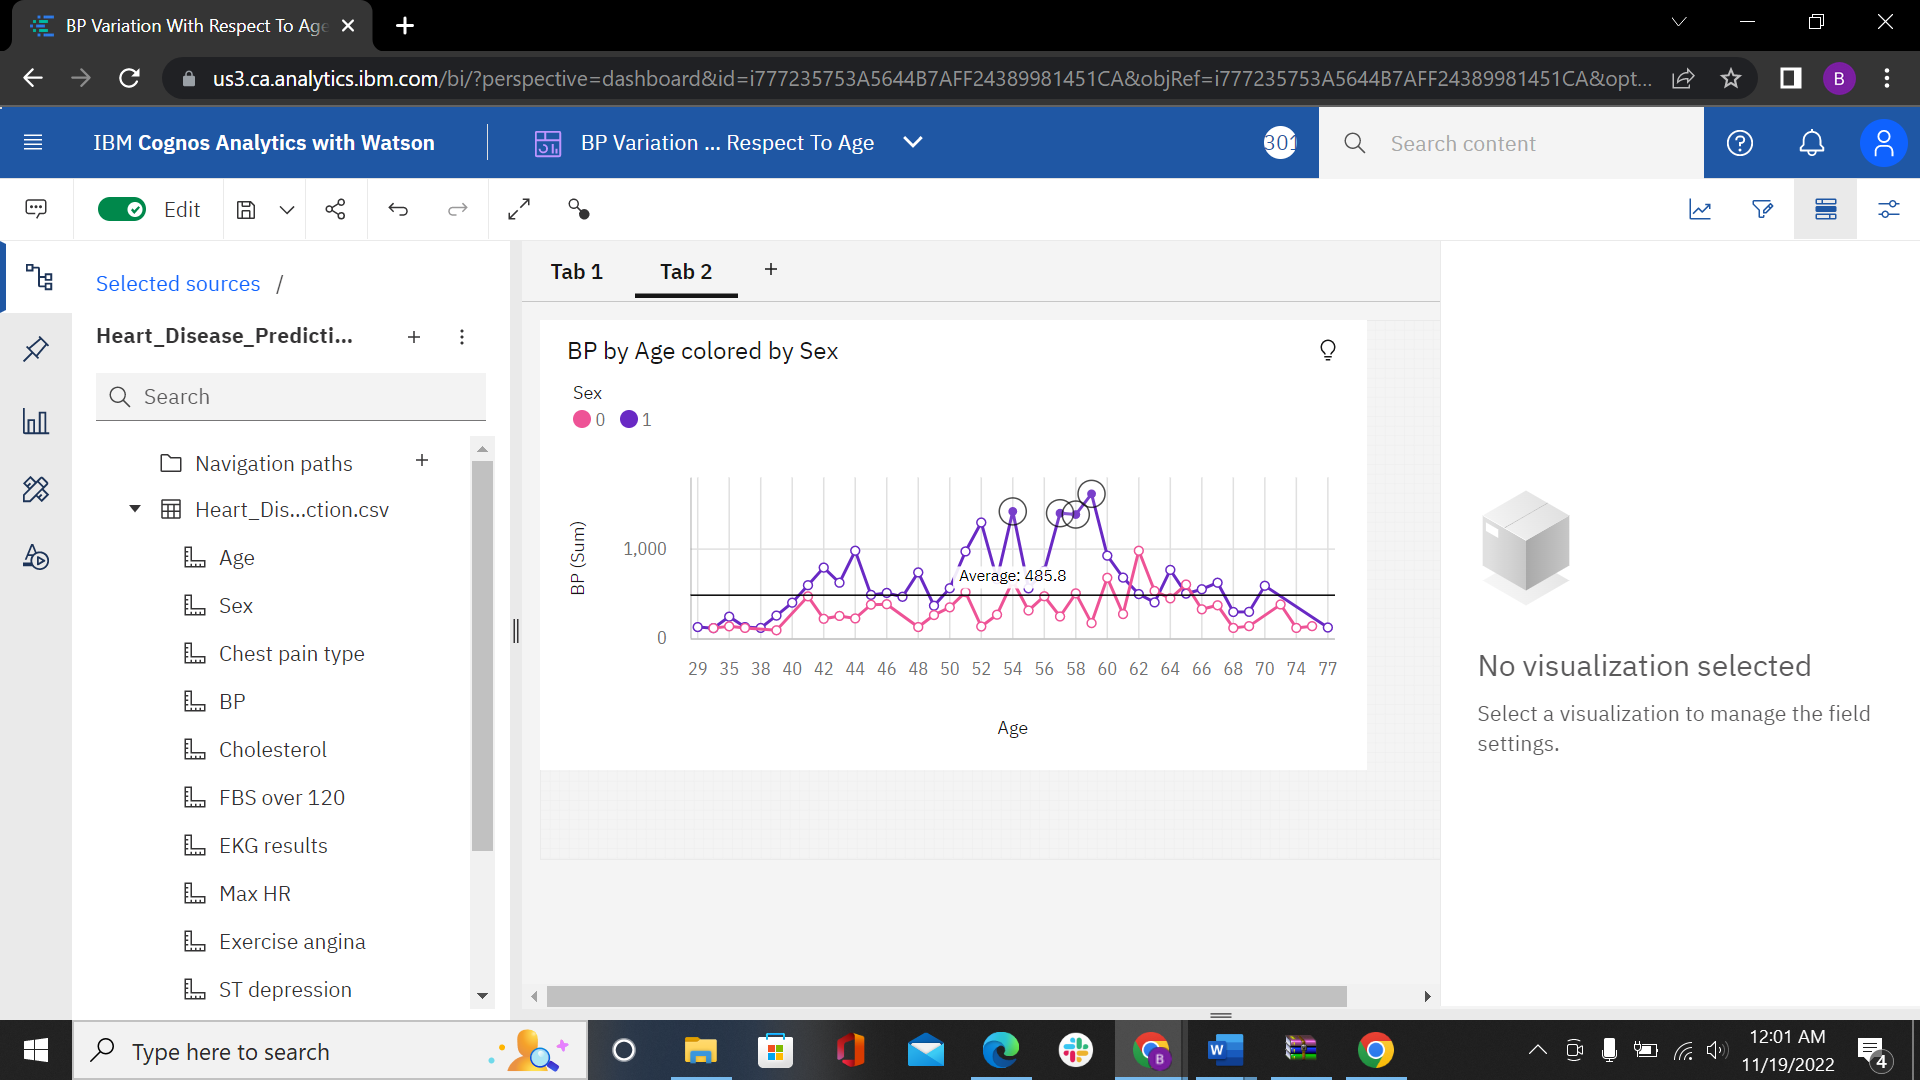 BP Variation With Respect To Age
us3.ca.analytics.ibm.com/bi/?perspective=dashboard&id=i777235753A5644B7AFF24389981451CA&objRef=i777235753A5644B7AFF24389981451CA&opt...
B
IBM Cognos Analytics with Watson
BP Variation ... Respect To Age
301
Search content
Edit
Selected sources /
Heart_Disease_Predicti...
Search
Navigation paths
Heart_Dis...ction.csv
Age
Sex
Chest pain type
BP
Cholesterol
FBS over 120
EKG results
Max HR
Exercise angina
ST depression
Tab 1
Tab 2
BP by Age colored by Sex
Sex
0 1
BP (Sum)
1,000
0
Average: 485.8
29 35 38 40 42 44 46 48 50 52 54 56 58 60 62 64 66 68 70 74 77
Age
No visualization selected
Select a visualization to manage the field
settings.
Type here to search
B
W
12:01 AM
11/19/2022
4